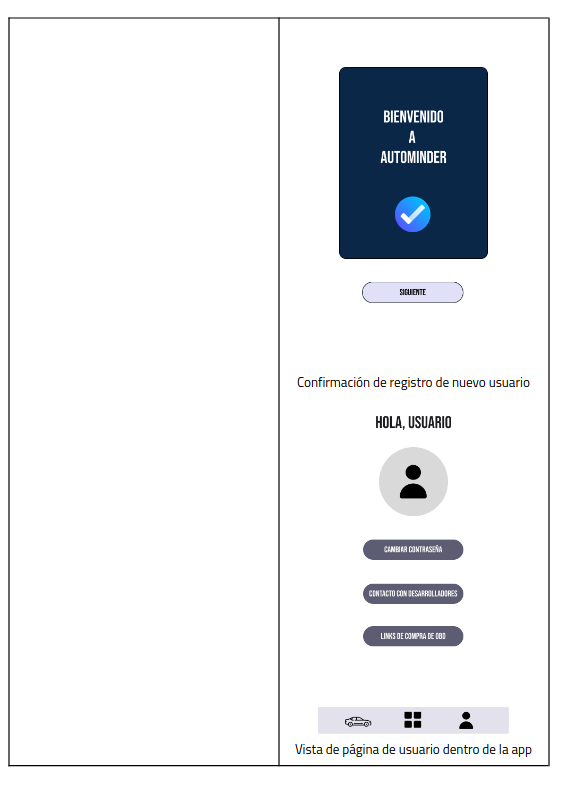 BIENVENIDO
A
AUTOMINDER
SIGUIENTE
Confirmación de registro de nuevo usuario
HOLA, USUARIO
CAMBIAR CONTRASEÑA
CONTACTO CON DESARROLLADORES
LINKS DE COMPRA DE OBD
Vista de página de usuario dentro de la app